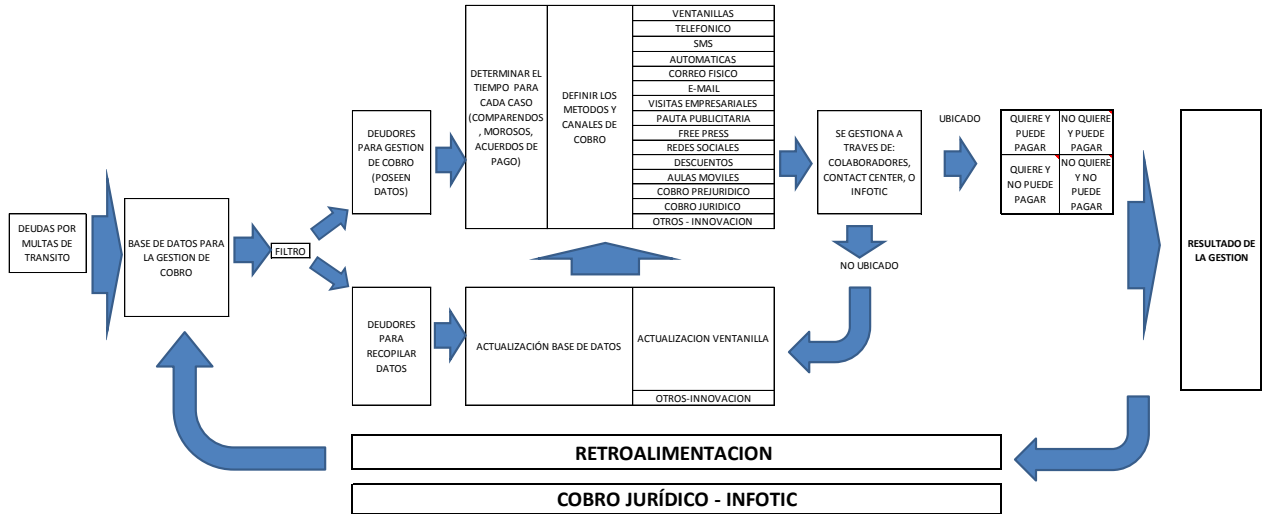 DEUDAS POR
MULTAS DE
TRANSITO
BASE DE DATOS PARA
LA GESTION DE
COBRO
FILTRO
DEUDORES
PARA GESTION
DE COBRO
(POSEEN
DATOS)
DETERMINAR EL
TIEMPO PARA
CADA CASO
(COMPARENDOS
, MOROSOS,
ACUERDOS DE
PAGO)
DEFINIR LOS
METODOS Y
CANALES DE
COBRO
VENTANILLAS
TELEFONICO
SMS
AUTOMATICAS
CORREO FISICO
E-MAIL
VISITAS EMPRESARIALES
PAUTA PUBLICITARIA
FREE PRESS
REDES SOCIALES
DESCUENTOS
AULAS MOVILES
COBRO PREJURIDICO
COBRO JURIDICO
OTROS - INNOVACION
SE GESTIONA A
TRAVES DE:
COLABORADORES,
CONTACT CENTER, O
INFOTIC
UBICADO
QUIERE Y
PUEDE
PAGAR
NO QUIERE
Y PUEDE
PAGAR
QUIERE Y
NO PUEDE
PAGAR
NO QUIERE
Y NO
PUEDE
PAGAR
RESULTADO DE
LA GESTION
NO UBICADO
DEUDORES
PARA
RECOPILAR
DATOS
ACTUALIZACIÓN BASE DE DATOS
ACTUALIZACION VENTANILLA
OTROS-INNOVACION
RETROALIMENTACION
COBRO JURÍDICO - INFOTIC